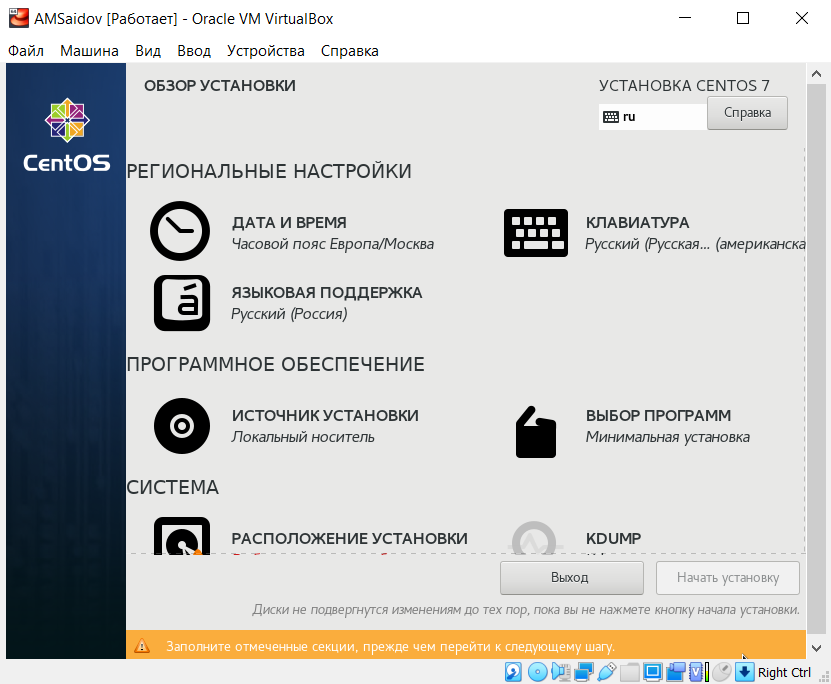 AMSaidov [Работает] - Oracle VM VirtualBox
Файл Машина Вид Ввод Устройства Справка
ОБЗОР УСТАНОВКИ
УСТАНОВКА CENTOS 7
ru
Справка
CentOS
РЕГИОНАЛЬНЫЕ НАСТРОЙКИ
ДАТА И ВРЕМЯ
Часовой пояс Европа/Москва
КЛАВИАТУРА
Русский (Русская... (американска
ЯЗЫКОВАЯ ПОДДЕРЖКА
Русский (Россия)
ПРОГРАММНОЕ ОБЕСПЕЧЕНИЕ
ИСТОЧНИК УСТАНОВКИ
Локальный носитель
ВЫБОР ПРОГРАММ
Минимальная установка
СИСТЕМА
РАСПОЛОЖЕНИЕ УСТАНОВКИ
KDUMP
Выход
Начать установку
Диски не подвергнутся изменениям до тех пор, пока вы не нажмете кнопку начала установки.
Заполните отмеченные секции, прежде чем перейти к следующему шагу.
Right Ctrl